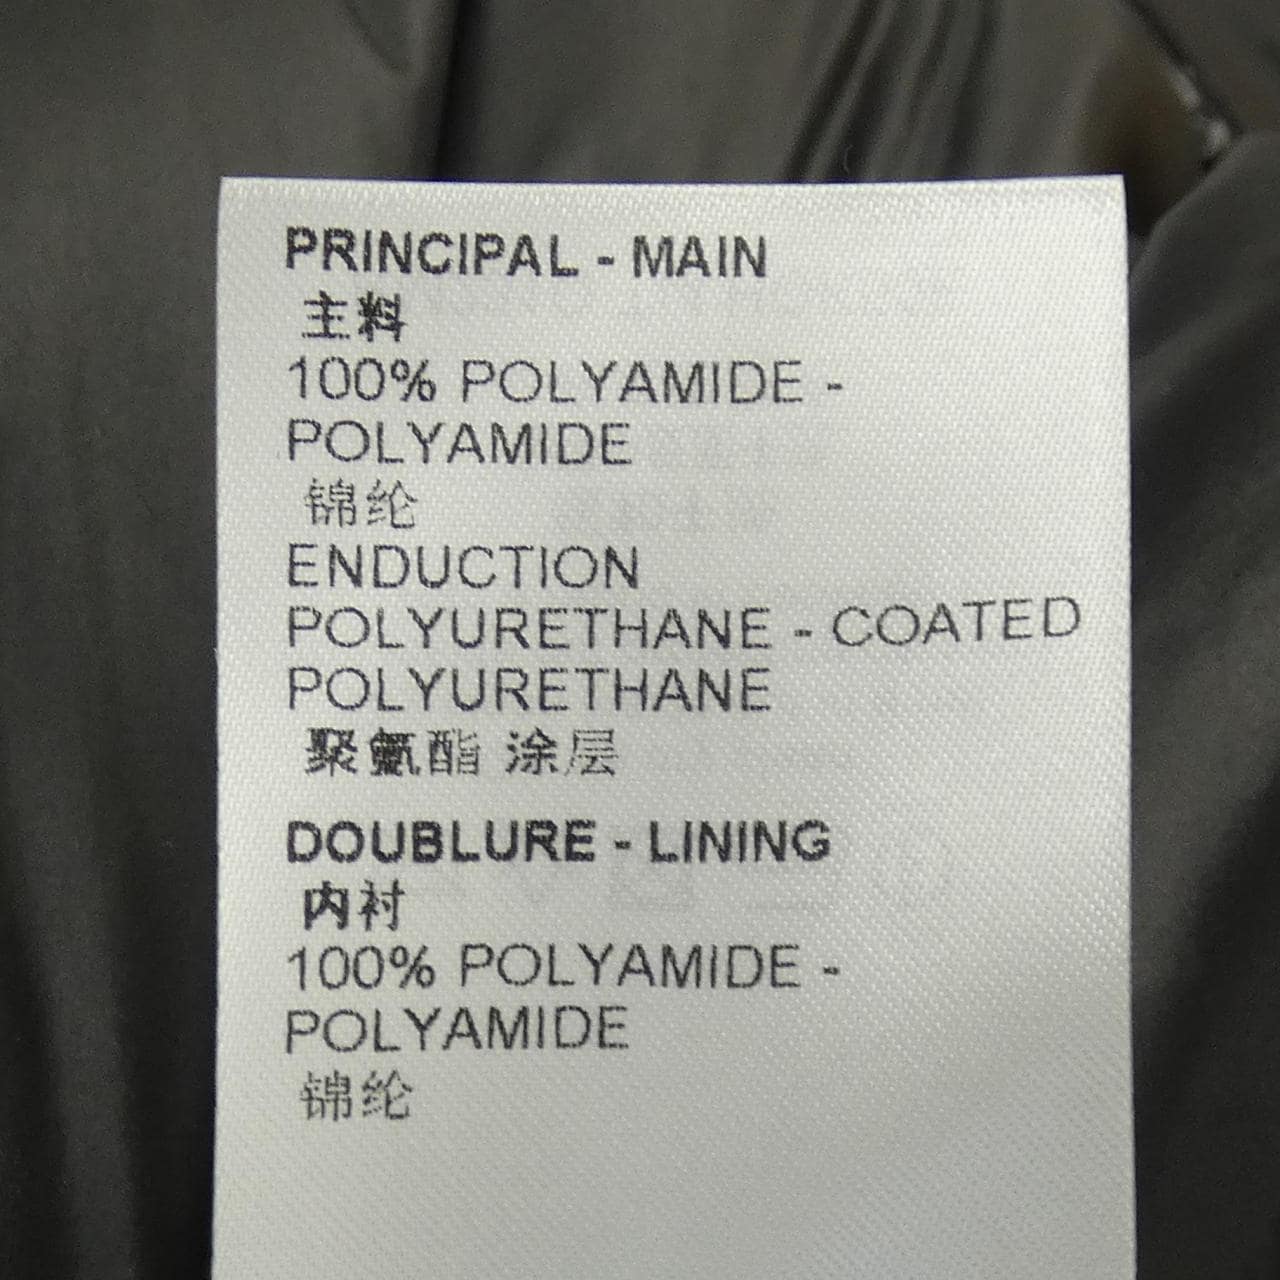 PRINCIPAL - MAIN
主料
100% POLYAMIDE -
POLYAMIDE
锦纶
ENDUCTION
POLYURETHANE - COATED
POLYURETHANE
聚氨酯 涂层
DOUBLURE - LINING
内衬
100% POLYAMIDE -
POLYAMIDE
锦纶